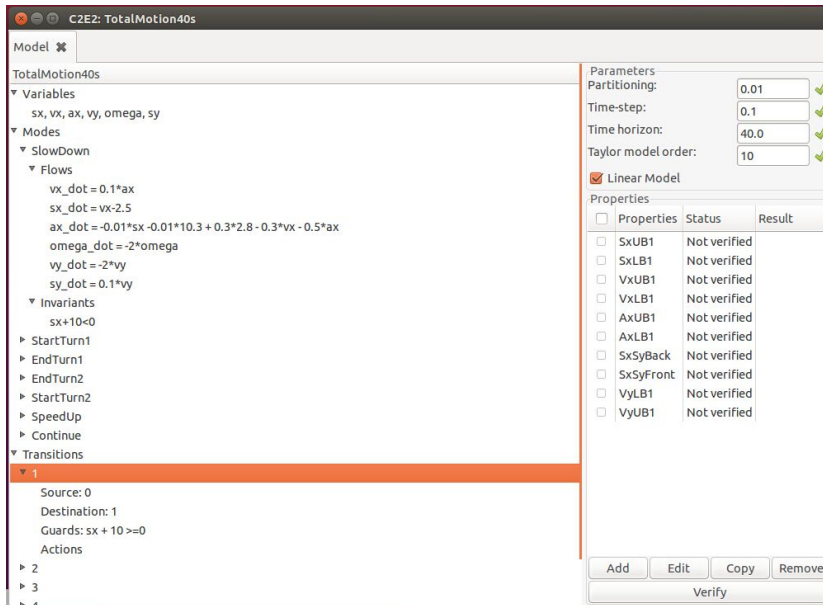 C2E2: TotalMotion40s
Model ✖
TotalMotion40s
Variables
sx, vx, ax, vy, omega, sy
Modes
SlowDown
Flows
vx_dot = 0.1*ax
sx_dot = vx-2.5
ax_dot = -0.01*sx -0.01*10.3 + 0.3*2.8 - 0.3*vx - 0.5*ax
omega_dot = -2*omega
vy_dot = -2*vy
sy_dot = 0.1*vy
Invariants
sx+10<0
StartTurn1
EndTurn1
EndTurn2
StartTurn2
SpeedUp
Continue
Transitions
1
Source: 0
Destination: 1
Guards: sx + 10 >=0
Actions
2
3
Parameters
Partitioning: 0.01
Time-step: 0.1
Time horizon: 40.0
Taylor model order: 10
Linear Model
Properties
Properties Status Result
SxUB1 Not verified
SxLB1 Not verified
VxUB1 Not verified
VxLB1 Not verified
AxUB1 Not verified
AxLB1 Not verified
SxSyBack Not verified
SxSyFront Not verified
VyLB1 Not verified
VyUB1 Not verified
Add Edit Copy Remove
Verify